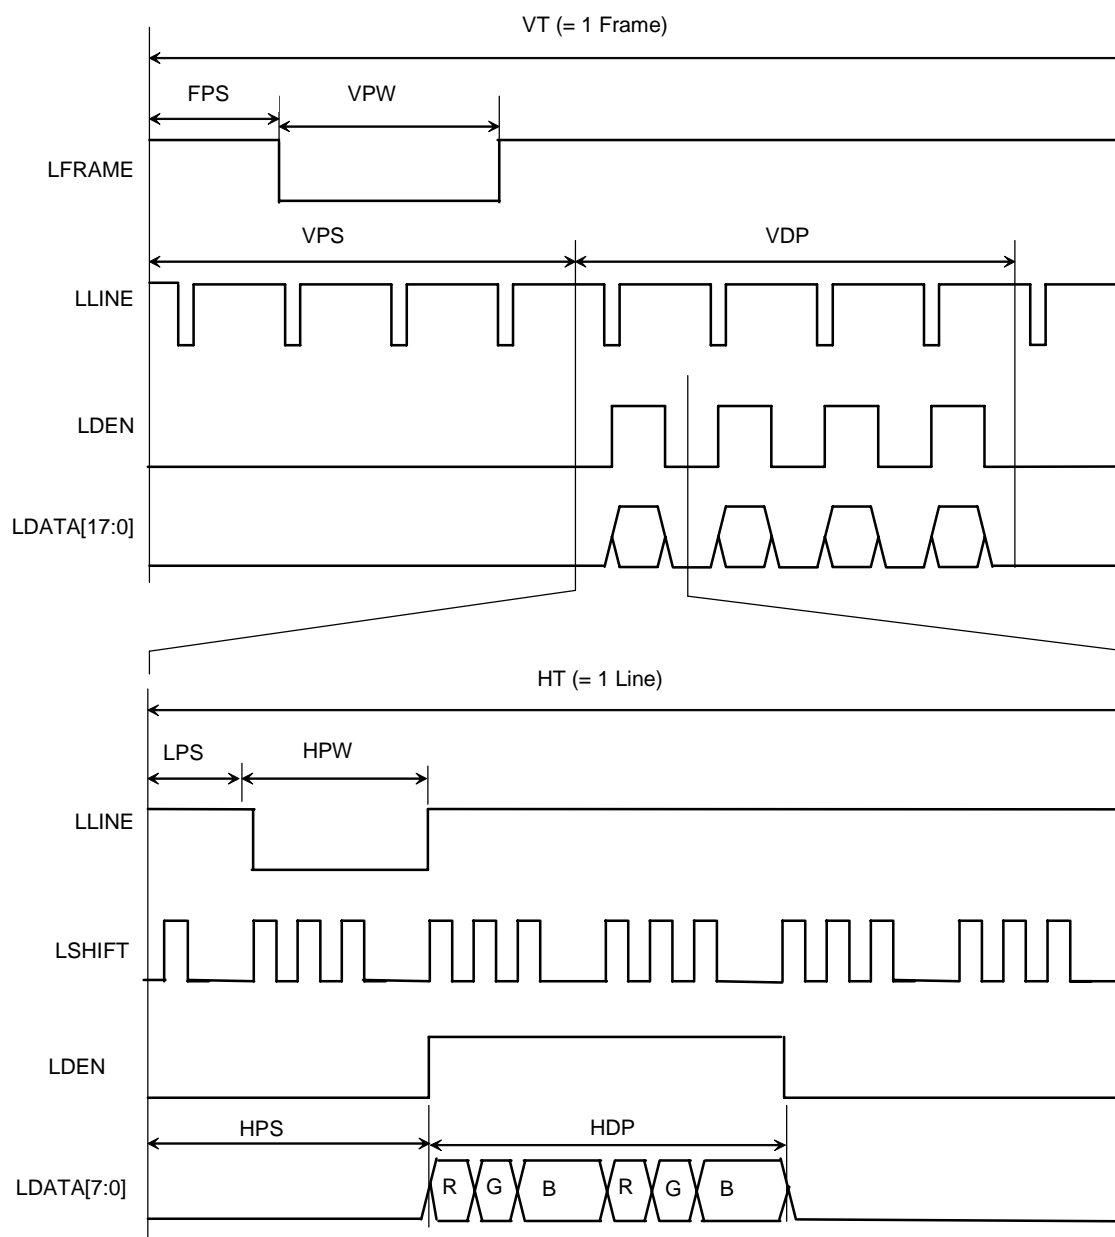 VT (= 1 Frame)
FPS
VPW
LFRAME
VPS
VDP
LLINE
LDEN
LDATA[17:0]
HT (= 1 Line)
LPS
HPW
LLINE
LSHIFT
LDEN
HPS
HDP
LDATA[7:0]
R G B R G B